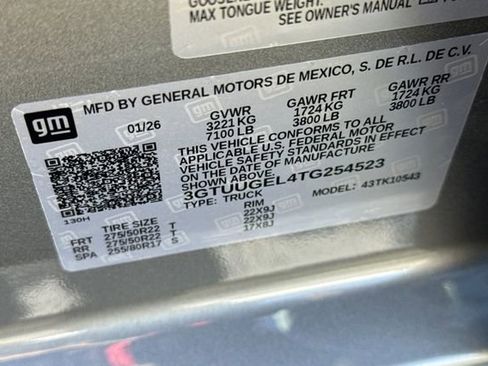 MAX TONGUE WEIGHT:
SEE OWNER'S MANUAL
gm
MFD BY GENERAL MOTORS DE MEXICO, S. DE R.L. DE C.V.
01/26 GVWR GAWR FRT GAWR RR
3221 KG 1724 KG 1724 KG
7100 LB 3800 LB 3800 LB
THIS VEHICLE CONFORMS TO ALL
APPLICABLE U.S. FEDERAL MOTOR
VEHICLE SAFETY STANDARDS IN EFFECT
ON THE DATE OF MANUFACTURE
SHOWN ABOVE.
3GTUUGEL4TG254523
TYPE: TRUCK MODEL: 43TK10543
130H
TIRE SIZE RIM
FRT 275/50R22 T 22X9J
RR 275/50R22 T 22X9J
SPA 255/80R17 S 17X8J